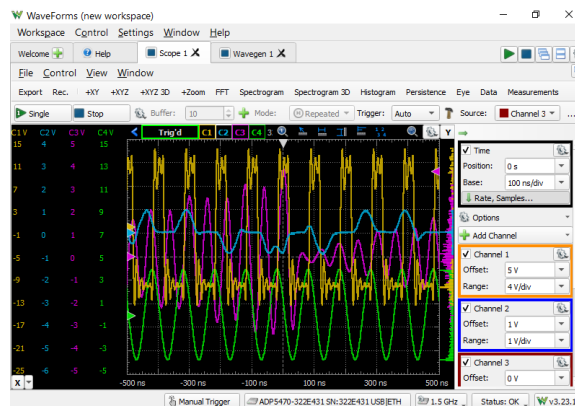 WaveForms (new workspace)
Workspace Control Settings Window Help
Welcome Help Scope 1 X Wavegen 1 X
File Control View Window
Export Rec. +XY +XYZ +XYZ 3D +Zoom FFT Spectrogram Spectrogram 3D Histogram Persistence Eye Data Measurements
Single Stop Buffer: 10 Mode: Repeated Trigger: Auto Source: Channel 3 ...
C1 V C2 V C3 V C4 V Trig'd C1 C2 C3 C4 3 Y
15 4 5 15
11 3 4 13
7 2 3 11
3 1 2 9
-1 0 1 7
-5 -1 0 5
-9 -2 -1 3
-13 -3 -2 1
-17 -4 -3 -1
-21 -5 -4 -3
-25 -6 -5 -5
X -500 ns -300 ns -100 ns 100 ns 300 ns 500 ns
Time
Position: 0 s
Base: 100 ns/div
Rate, Samples...
Options
Add Channel
Channel 1
Offset: 5 V
Range: 4 V/div
Channel 2
Offset: 1 V
Range: 1 V/div
Channel 3
Offset: 0 V
Manual Trigger ADP5470-322E431 SN:322E431 USB|ETH 1.5 GHz Status: OK v3.23.1